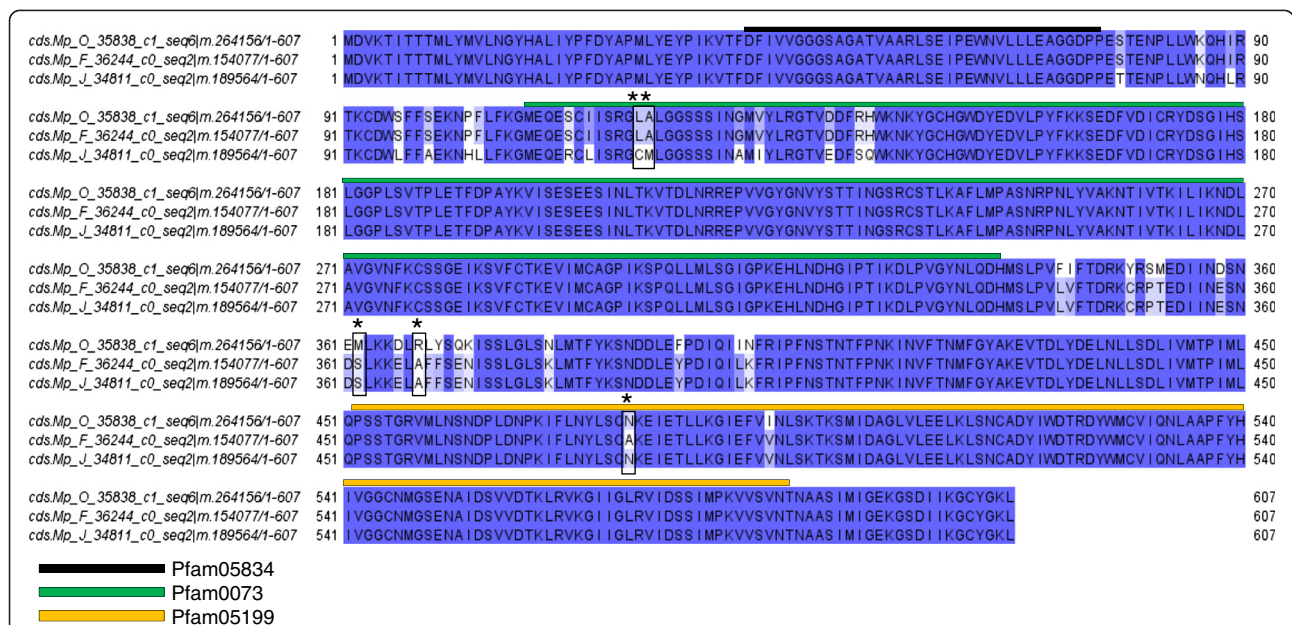 cds.Mp_O_35838_c1_seq6|m.264156/1-607 1 MDVKTITTTMLYMVLNGYHALIYPFDYAPMLYEYPIKVTFDFIVVGGGSAGATVAARLSEIPEWNVLLLEAGGDPPESTENPLLWKQHIR 90
cds.Mp_F_36244_c0_seq2|m.154077/1-607 1 MDVKTITTTMLYMVLNGYHALIYPFDYAPMLYEYPIKVTFDFIVVGGGSAGATVAARLSEIPEWNVLLLEAGGDPPESTENPLLWKQHIR 90
cds.Mp_J_34811_c0_seq2|m.189564/1-607 1 MDVKTITTTMLYMVLNGYHALIYPFDYAPMLYEYPIKVTFDFIVVGGGSAGATVAARLSEIPEWNVLLLEAGGDPPETTENPLLWNQHLR 90
**
cds.Mp_O_35838_c1_seq6|m.264156/1-607 91 TKCDWSFFSEKNPFLFKGMEQESCIISRGLALGGSSSINGMVYLRGTVDDFRHWKNKYGCHGWDYEDVLPYFKKSEDFVDICRYDSGIHS 180
cds.Mp_F_36244_c0_seq2|m.154077/1-607 91 TKCDWSFFSEKNPFLFKGMEQESCIISRGLALGGSSSINGMVYLRGTVDDFRHWKNKYGCHGWDYEDVLPYFKKSEDFVDICRYDSGIHS 180
cds.Mp_J_34811_c0_seq2|m.189564/1-607 91 TKCDWLFFAEKNHLLFKGMEQERCLISRGCMLGGSSSINAMIYLRGTVEDFSQWKNKYGCHGWDYEDVLPYFKKSEDFVDICRYDSGIHS 180
cds.Mp_O_35838_c1_seq6|m.264156/1-607 181 LGGPLSVTPLETFDPAYKVISESEESINLTKVTDLNRREPVVGYGNVYSTTINGSRCSTLKAFLMPASNRPNLYVAKNTIVTKILIKNDL 270
cds.Mp_F_36244_c0_seq2|m.154077/1-607 181 LGGPLSVTPLETFDPAYKVISESEESINLTKVTDLNRREPVVGYGNVYSTTINGSRCSTLKAFLMPASNRPNLYVAKNTIVTKILIKNDL 270
cds.Mp_J_34811_c0_seq2|m.189564/1-607 181 LGGPLSVTPLETFDPAYKVISESEESINLTKVTDLNRREPVVGYGNVYSTTINGSRCSTLKAFLMPASNRPNLYVAKNTIVTKILIKNDL 270
cds.Mp_O_35838_c1_seq6|m.264156/1-607 271 AVGVNFKCSSGEIKSVFCTKEVIMCAGPIKSPQLLMLSGIGPKEHLNDHGIPTIKDLPVGYNLQDHMSLPVFIFTDRKYRSMEDIINDSN 360
cds.Mp_F_36244_c0_seq2|m.154077/1-607 271 AVGVNFKCSSGEIKSVFCTKEVIMCAGPIKSPQLLMLSGIGPKEHLNDHGIPTIKDLPVGYNLQDHMSLPVLVFTDRKCRPTEDIINESN 360
cds.Mp_J_34811_c0_seq2|m.189564/1-607 271 AVGVNFKCSSGEIKSVFCTKEVIMCAGPIKSPQLLMLSGIGPKEHLNDHGIPTIKDLPVGYNLQDHMSLPVLVFTDRKCRPTEDIINESN 360
* *
cds.Mp_O_35838_c1_seq6|m.264156/1-607 361 EMLKKDLRLYSQKISSLGLSNLMTFYKSNDDLEFPDIQIINFRIPFNSTNTFPNKINVFTNMFGYAKEVTDLYDELNLLSDLIVMTPIML 450
cds.Mp_F_36244_c0_seq2|m.154077/1-607 361 DSLKKELAFFSENISSLGLSKLMTFYKSNDDLEYPDIQILKFRIPFNSTNTFPNKINVFTNMFGYAKEVTDLYDELNLLSDLIVMTPIML 450
cds.Mp_J_34811_c0_seq2|m.189564/1-607 361 DSLKKELAFFSENISSLGLSKLMTFYKSNDDLEYPDIQILKFRIPFNSTNTFPNKINVFTNMFGYAKEVTDLYDELNLLSDLIVMTPIML 450
*
cds.Mp_O_35838_c1_seq6|m.264156/1-607 451 QPSSTGRVMLNSNDPLDNPKIFLNYLSCNKEIETLLKGIEFVINLSKTKSMIDAGLVLEELKLSNCADYIWDTRDYWMCVIQNLAAPFYH 540
cds.Mp_F_36244_c0_seq2|m.154077/1-607 451 QPSSTGRVMLNSNDPLDNPKIFLNYLSCAKEIETLLKGIEFVVNLSKTKSMIDAGLVLEELKLSNCADYIWDTRDYWMCVIQNLAAPFYH 540
cds.Mp_J_34811_c0_seq2|m.189564/1-607 451 QPSSTGRVMLNSNDPLDNPKIFLNYLSCNKEIETLLKGIEFVVNLSKTKSMIDAGLVLEELKLSNCADYIWDTRDYWMCVIQNLAAPFYH 540
cds.Mp_O_35838_c1_seq6|m.264156/1-607 541 IVGGCNMGSENAIDSVVDTKLRVKGIIGLRVIDSSIMPKVVSVNTNAASIMIGEKGSDIIKGCYGKL 607
cds.Mp_F_36244_c0_seq2|m.154077/1-607 541 IVGGCNMGSENAIDSVVDTKLRVKGIIGLRVIDSSIMPKVVSVNTNAASIMIGEKGSDIIKGCYGKL 607
cds.Mp_J_34811_c0_seq2|m.189564/1-607 541 IVGGCNMGSENAIDSVVDTKLRVKGIIGLRVIDSSIMPKVVSVNTNAASIMIGEKGSDIIKGCYGKL 607
Pfam05834
Pfam0073
Pfam05199